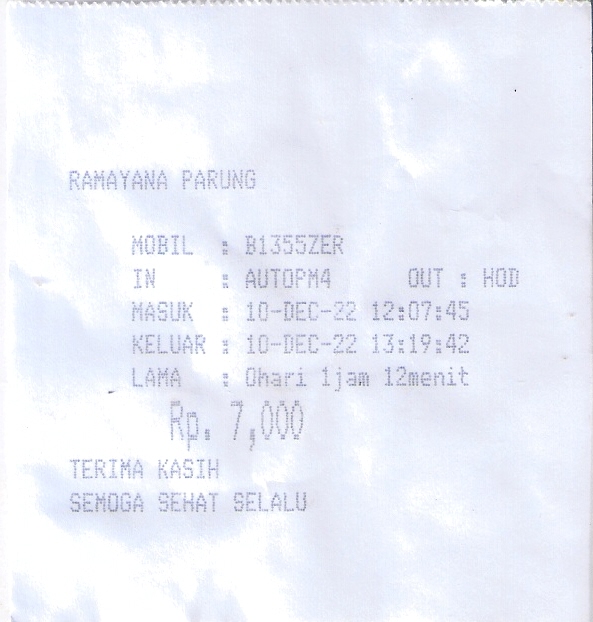 RAMAYANA PARUNG
MOBIL : B1355ZER
IN : AUTOPM4 OUT : HOD
MASUK : 10-DEC-22 12:07:45
KELUAR : 10-DEC-22 13:19:42
LAMA : 0hari 1jam 12menit
Rp. 7,000
TERIMA KASIH
SEMOGA SEHAT SELALU